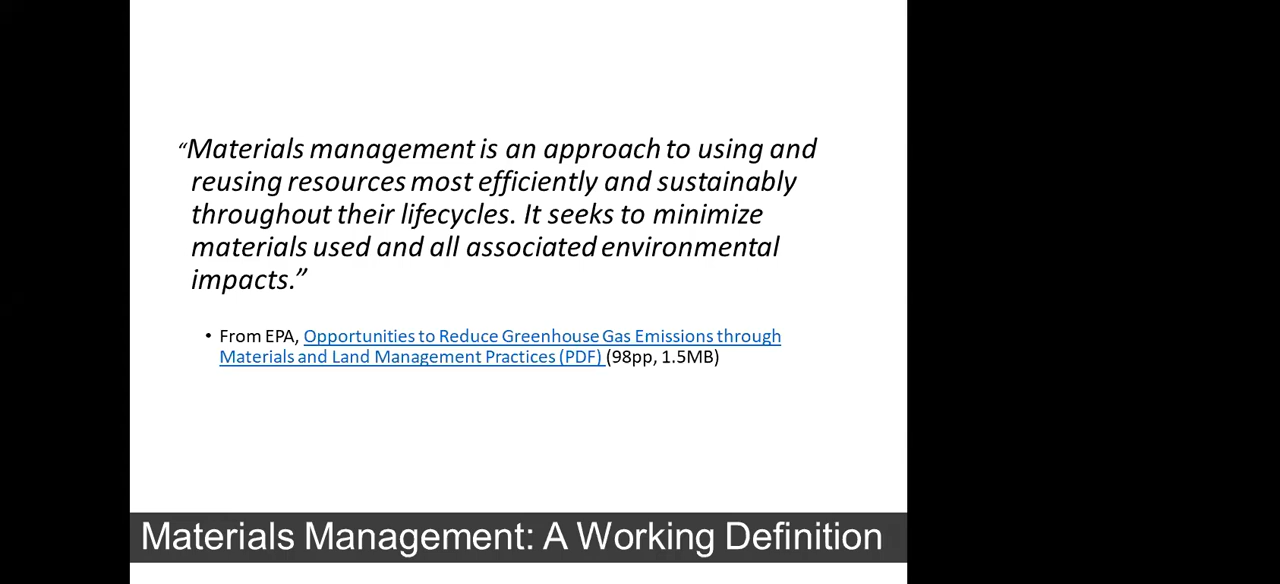 “Materials management is an approach to using and
reusing resources most efficiently and sustainably
throughout their lifecycles. It seeks to minimize
materials used and all associated environmental
impacts.”
• From EPA, Opportunities to Reduce Greenhouse Gas Emissions through
Materials and Land Management Practices (PDF) (98pp, 1.5MB)
Materials Management: A Working Definition